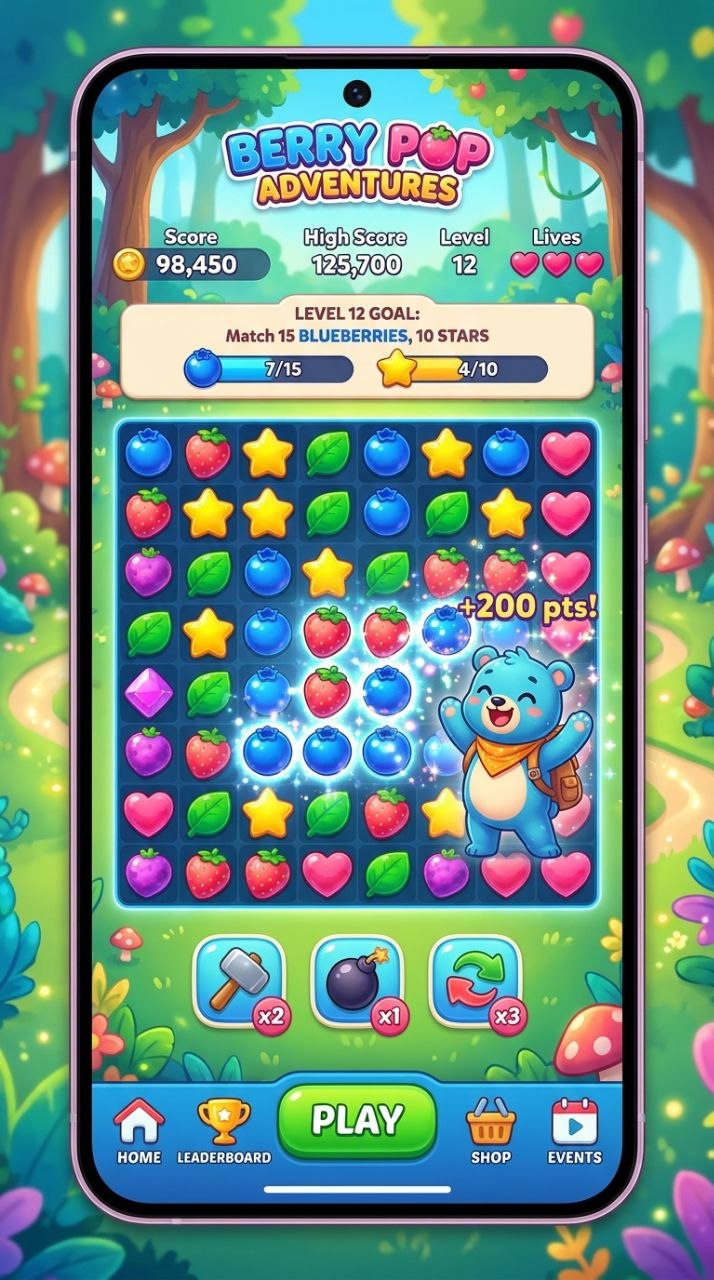 BERRY POP
ADVENTURES
Score
98,450
High Score
125,700
Level
12
Lives
LEVEL 12 GOAL:
Match 15 BLUEBERRIES, 10 STARS
7/15
4/10
+200 pts!
x2
x1
x3
HOME
LEADERBOARD
PLAY
SHOP
EVENTS